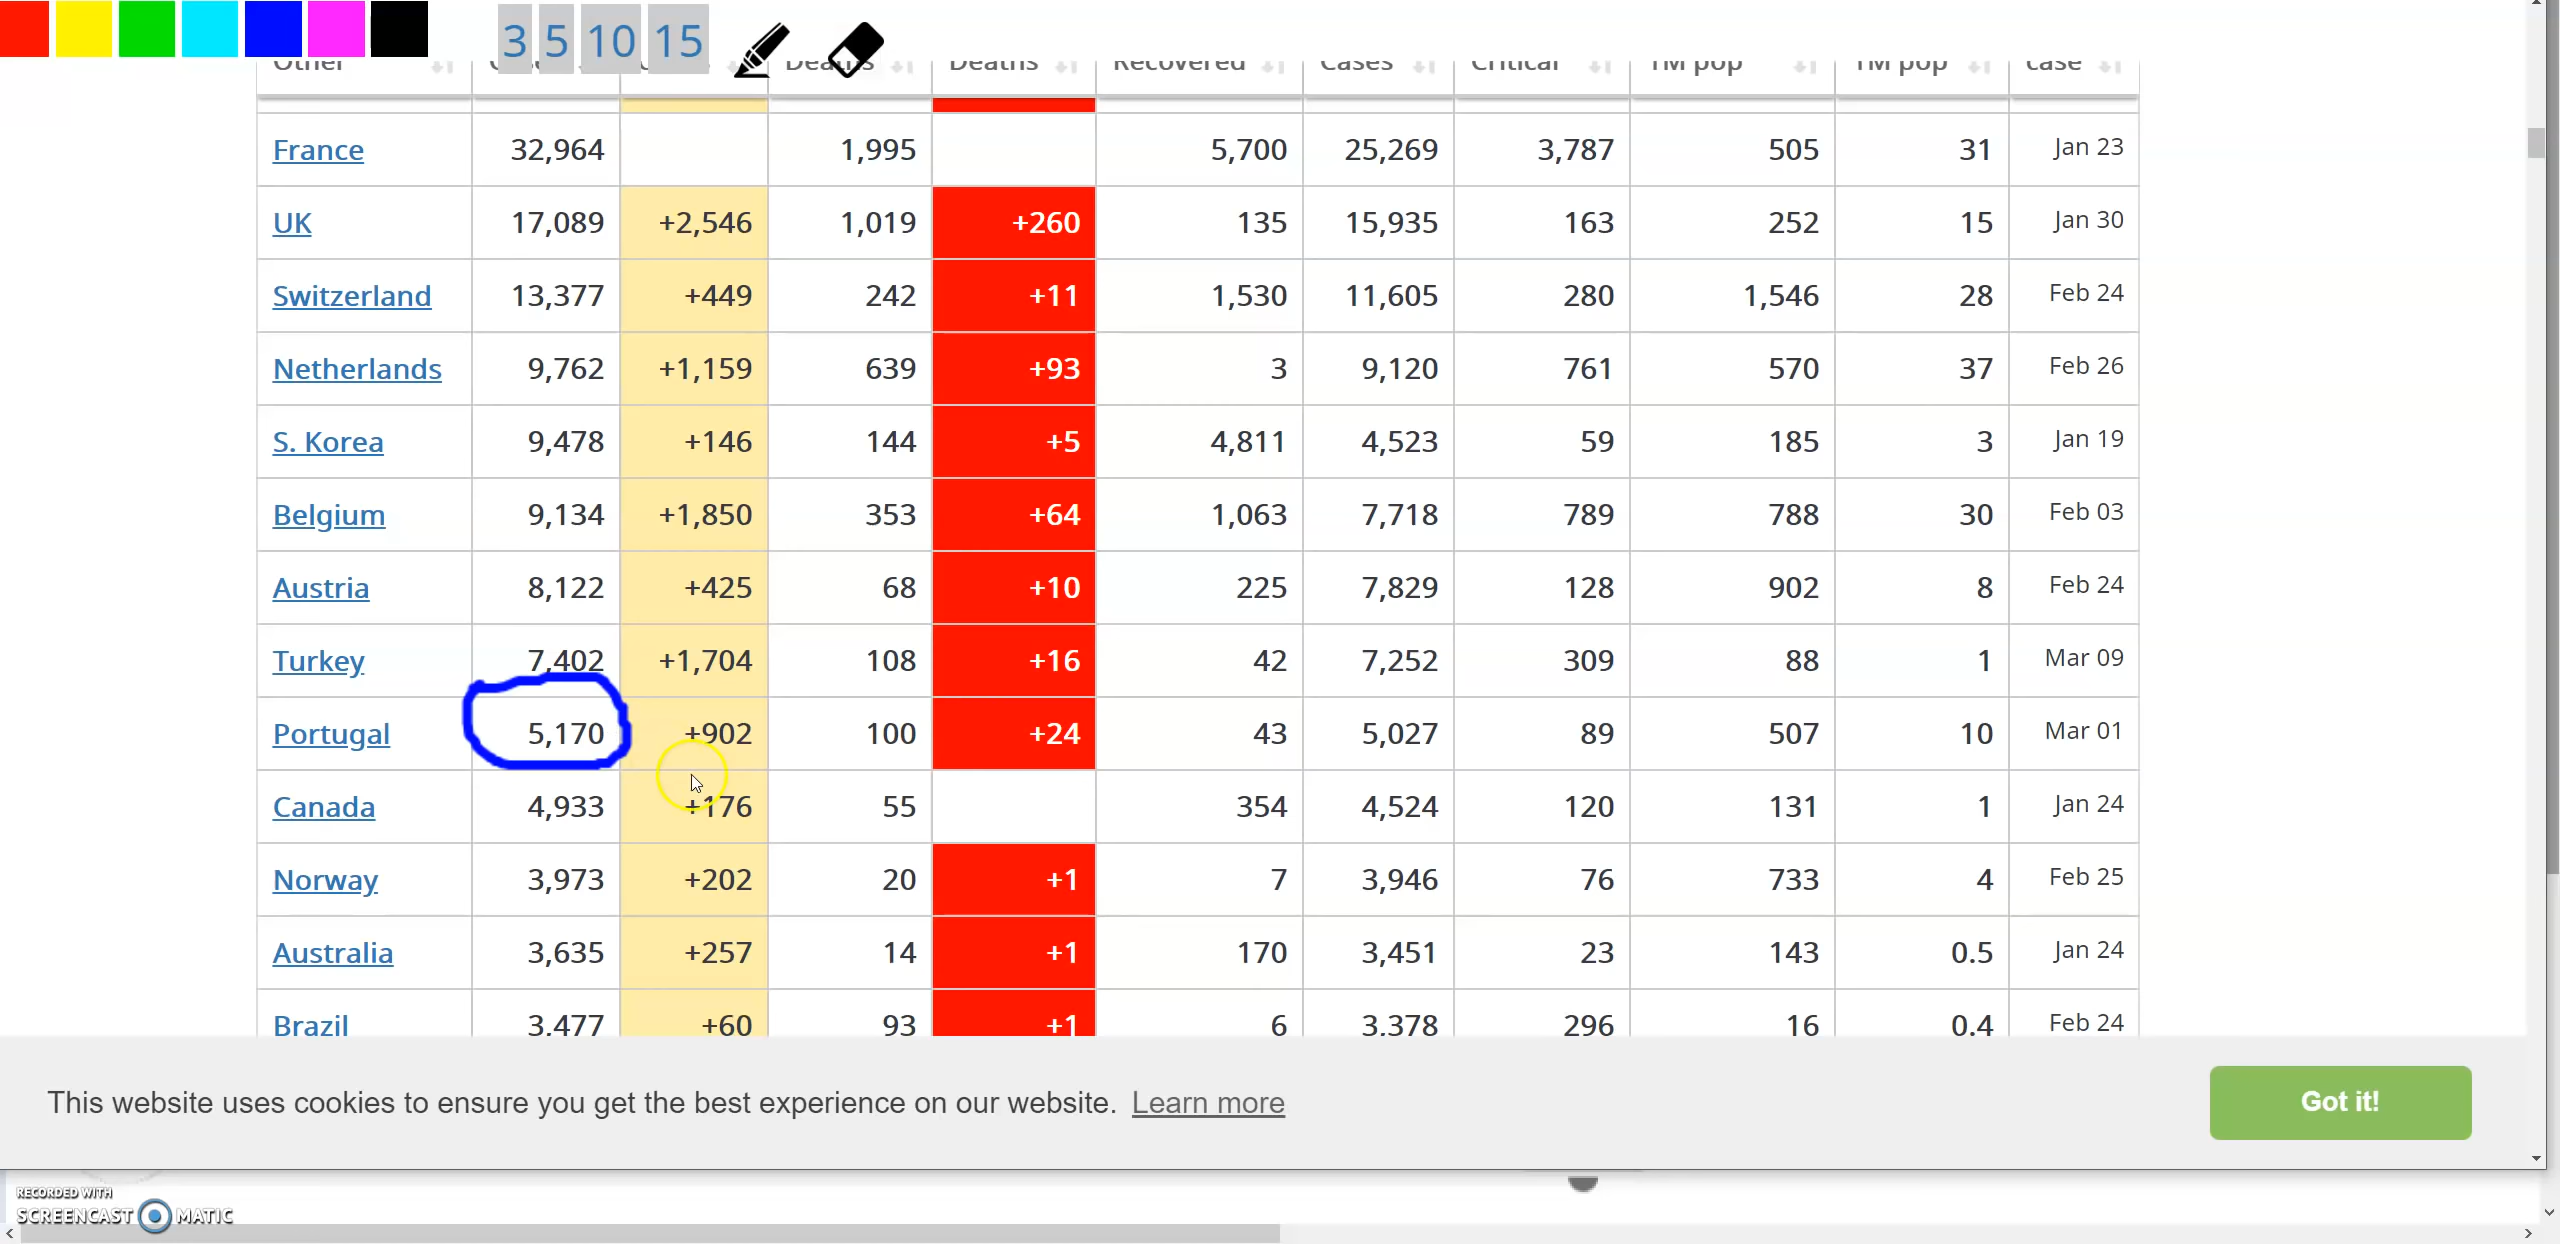 3 5 10 15
Other Deaths Deaths Recovered Cases Critical 1M pop 1M pop case
France 32,964 1,995 5,700 25,269 3,787 505 31 Jan 23
UK 17,089 +2,546 1,019 +260 135 15,935 163 252 15 Jan 30
Switzerland 13,377 +449 242 +11 1,530 11,605 280 1,546 28 Feb 24
Netherlands 9,762 +1,159 639 +93 3 9,120 761 570 37 Feb 26
S. Korea 9,478 +146 144 +5 4,811 4,523 59 185 3 Jan 19
Belgium 9,134 +1,850 353 +64 1,063 7,718 789 788 30 Feb 03
Austria 8,122 +425 68 +10 225 7,829 128 902 8 Feb 24
Turkey 7,402 +1,704 108 +16 42 7,252 309 88 1 Mar 09
Portugal 5,170 +902 100 +24 43 5,027 89 507 10 Mar 01
Canada 4,933 +176 55 354 4,524 120 131 1 Jan 24
Norway 3,973 +202 20 +1 7 3,946 76 733 4 Feb 25
Australia 3,635 +257 14 +1 170 3,451 23 143 0.5 Jan 24
Brazil 3,477 +60 93 +1 6 3,378 296 16 0.4 Feb 24
This website uses cookies to ensure you get the best experience on our website. Learn more
Got it!
RECORDED WITH
SCREENCAST MATIC